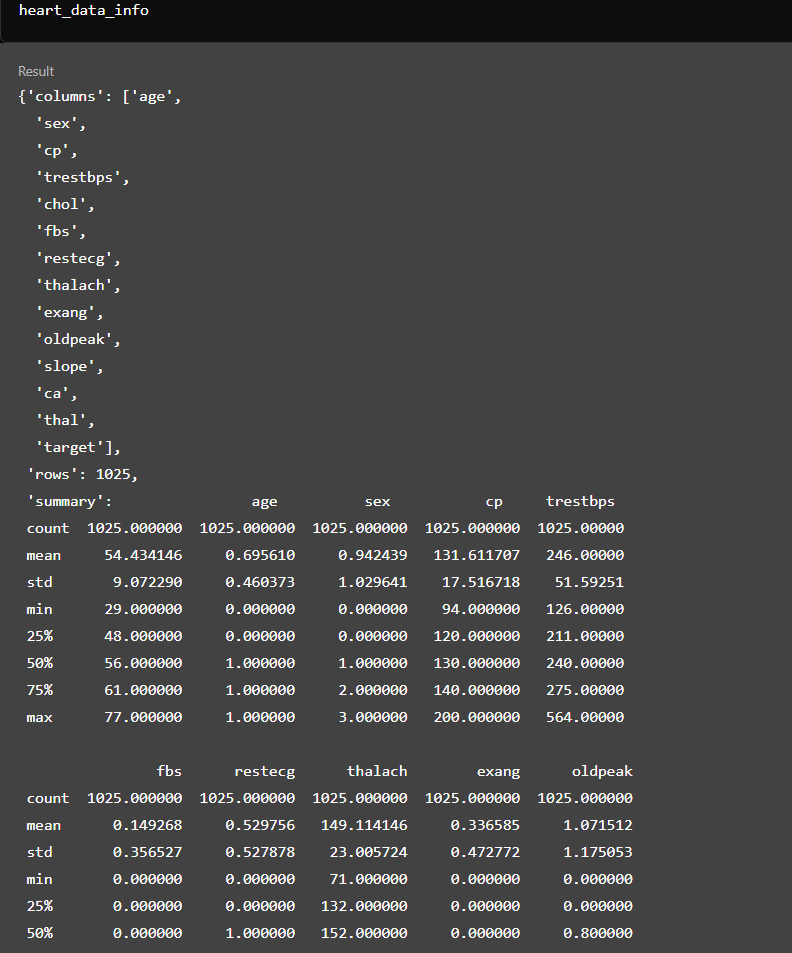 heart_data_info
Result
{'columns': ['age',
'sex',
'cp',
'trestbps',
'chol',
'fbs',
'restecg',
'thalach',
'exang',
'oldpeak',
'slope',
'ca',
'thal',
'target'],
'rows': 1025,
'summary': age sex cp trestbps
count 1025.000000 1025.000000 1025.000000 1025.000000 1025.00000
mean 54.434146 0.695610 0.942439 131.611707 246.00000
std 9.072290 0.460373 1.029641 17.516718 51.59251
min 29.000000 0.000000 0.000000 94.000000 126.00000
25% 48.000000 0.000000 0.000000 120.000000 211.00000
50% 56.000000 1.000000 1.000000 130.000000 240.00000
75% 61.000000 1.000000 2.000000 140.000000 275.00000
max 77.000000 1.000000 3.000000 200.000000 564.00000
fbs restecg thalach exang oldpeak
count 1025.000000 1025.000000 1025.000000 1025.000000 1025.000000
mean 0.149268 0.529756 149.114146 0.336585 1.071512
std 0.356527 0.527878 23.005724 0.472772 1.175053
min 0.000000 0.000000 71.000000 0.000000 0.000000
25% 0.000000 0.000000 132.000000 0.000000 0.000000
50% 0.000000 1.000000 152.000000 0.000000 0.800000